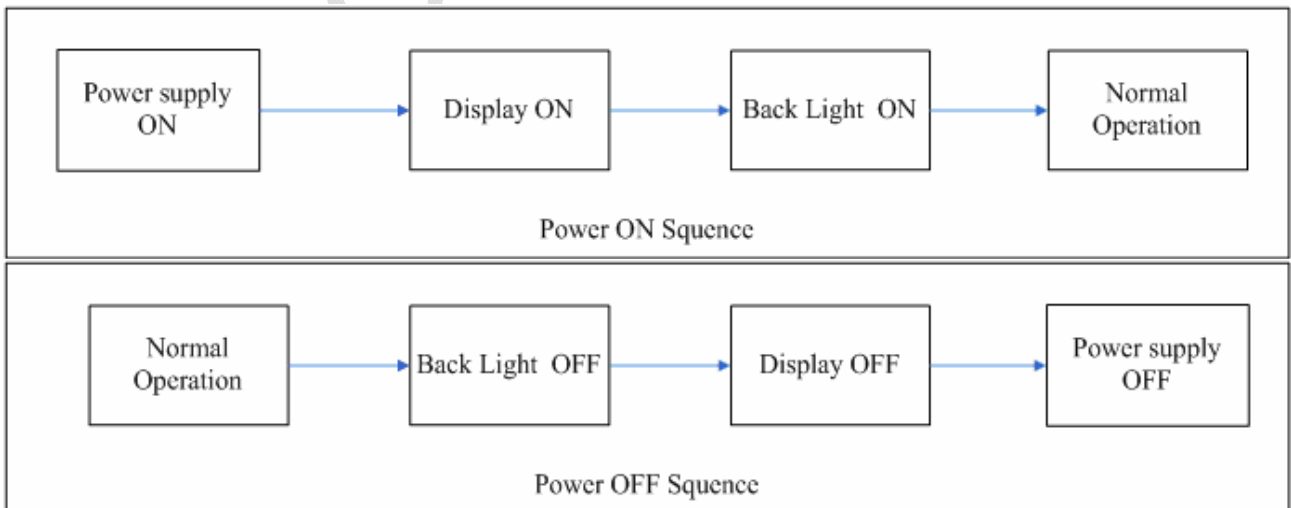 Power supply
ON
Display ON
Back Light ON
Normal
Operation
Power ON Squence
Normal
Operation
Back Light OFF
Display OFF
Power supply
OFF
Power OFF Squence